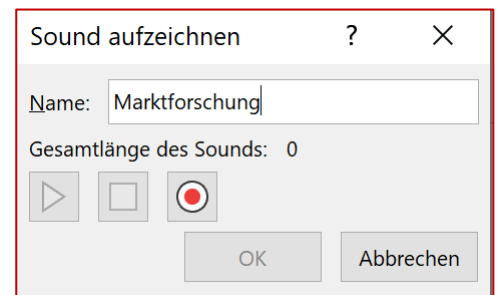 Sound aufzeichnen ?
Name: Marktforschung
Gesamtlänge des Sounds: 0
OK Abbrechen